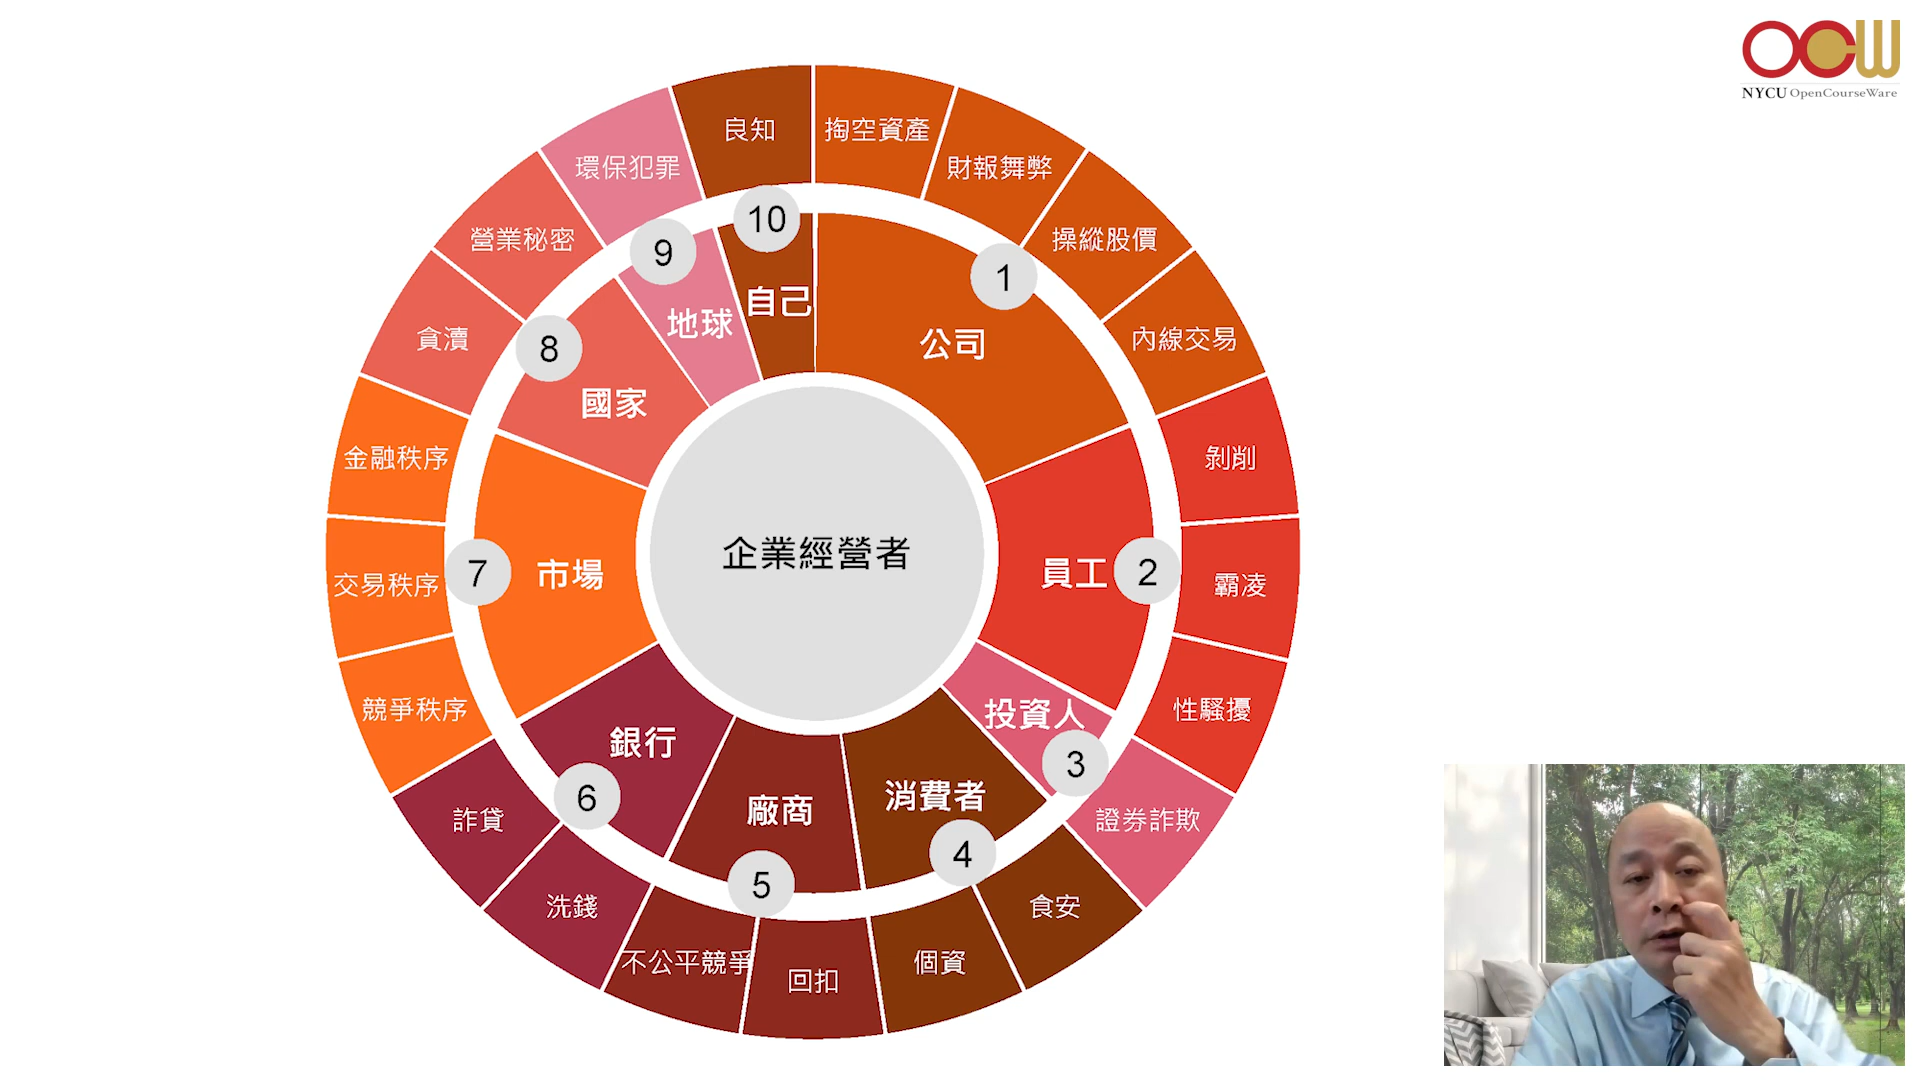 OCW
NYCU OpenCourseWare
企業經營者
1
公司
掏空資產
財報舞弊
操縱股價
內線交易
2
員工
剝削
霸凌
性騷擾
3
投資人
證券詐欺
4
消費者
食安
個資
5
廠商
回扣
不公平競爭
6
銀行
洗錢
詐貸
7
市場
競爭秩序
交易秩序
金融秩序
8
國家
貪瀆
營業秘密
9
地球
環保犯罪
10
自己
良知